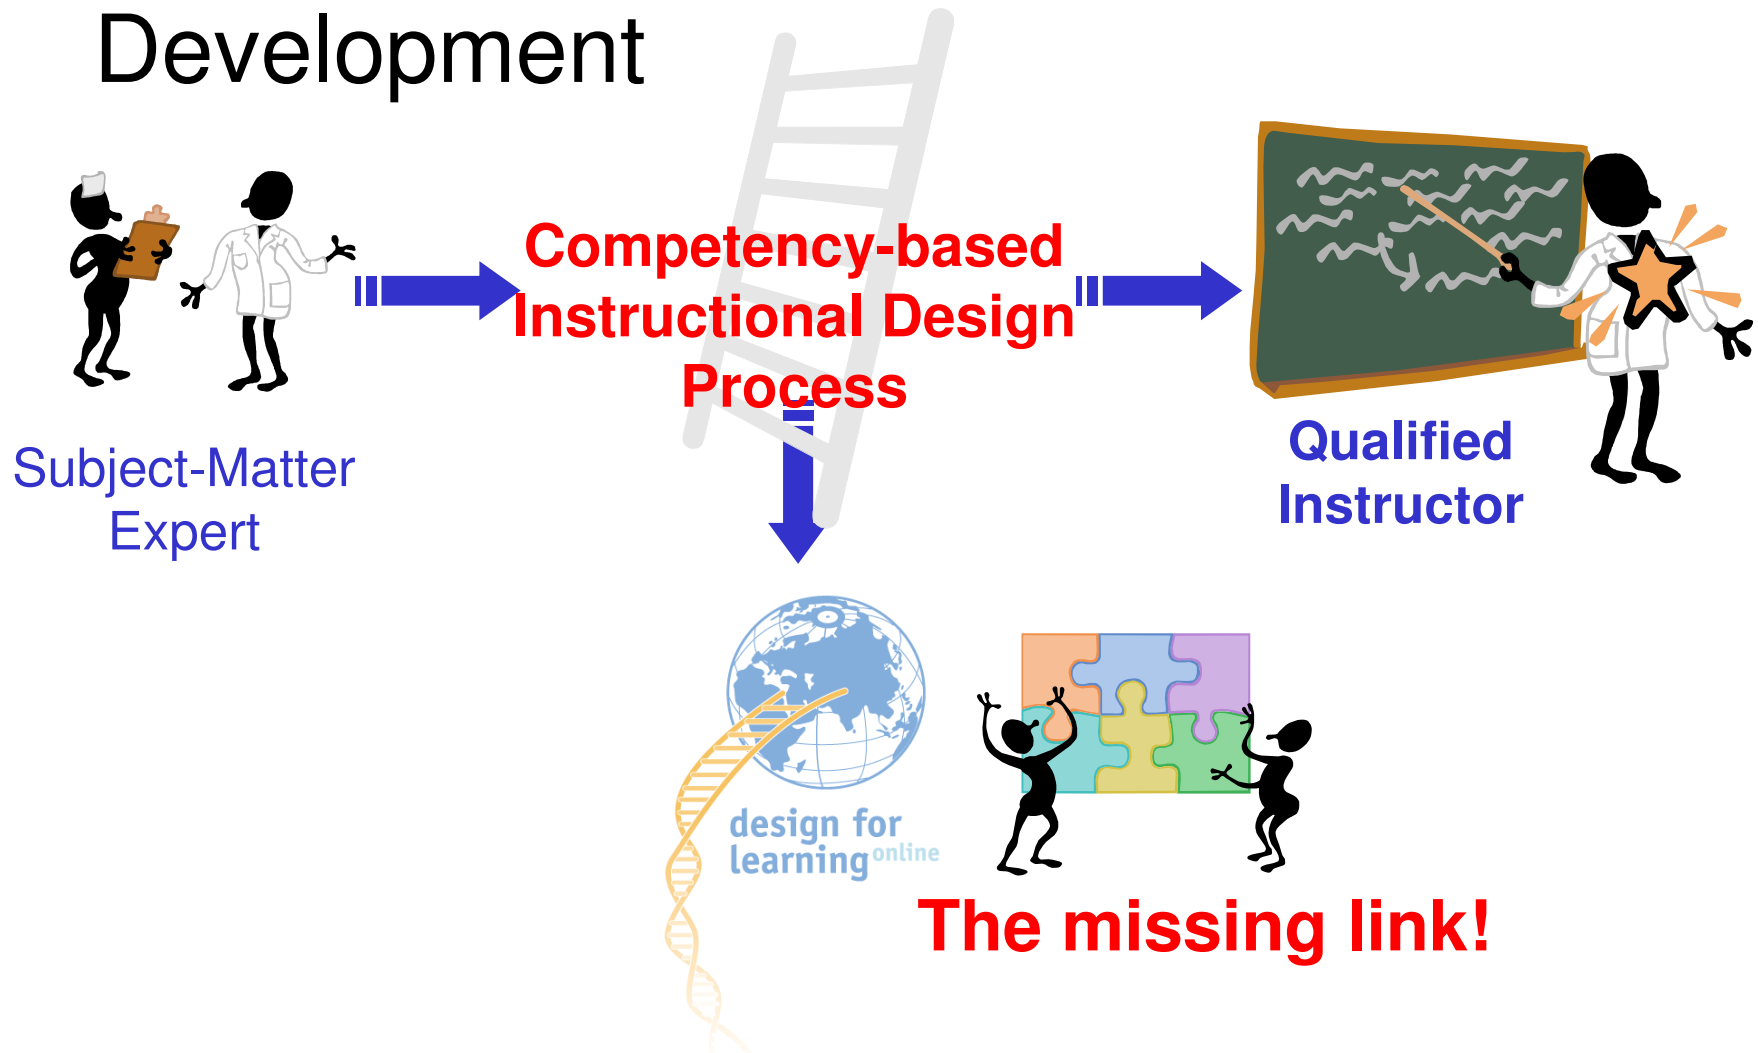 Development
Competency-based
Instructional Design
Process
Subject-Matter
Expert
Qualified
Instructor
design for
learning online
The missing link!